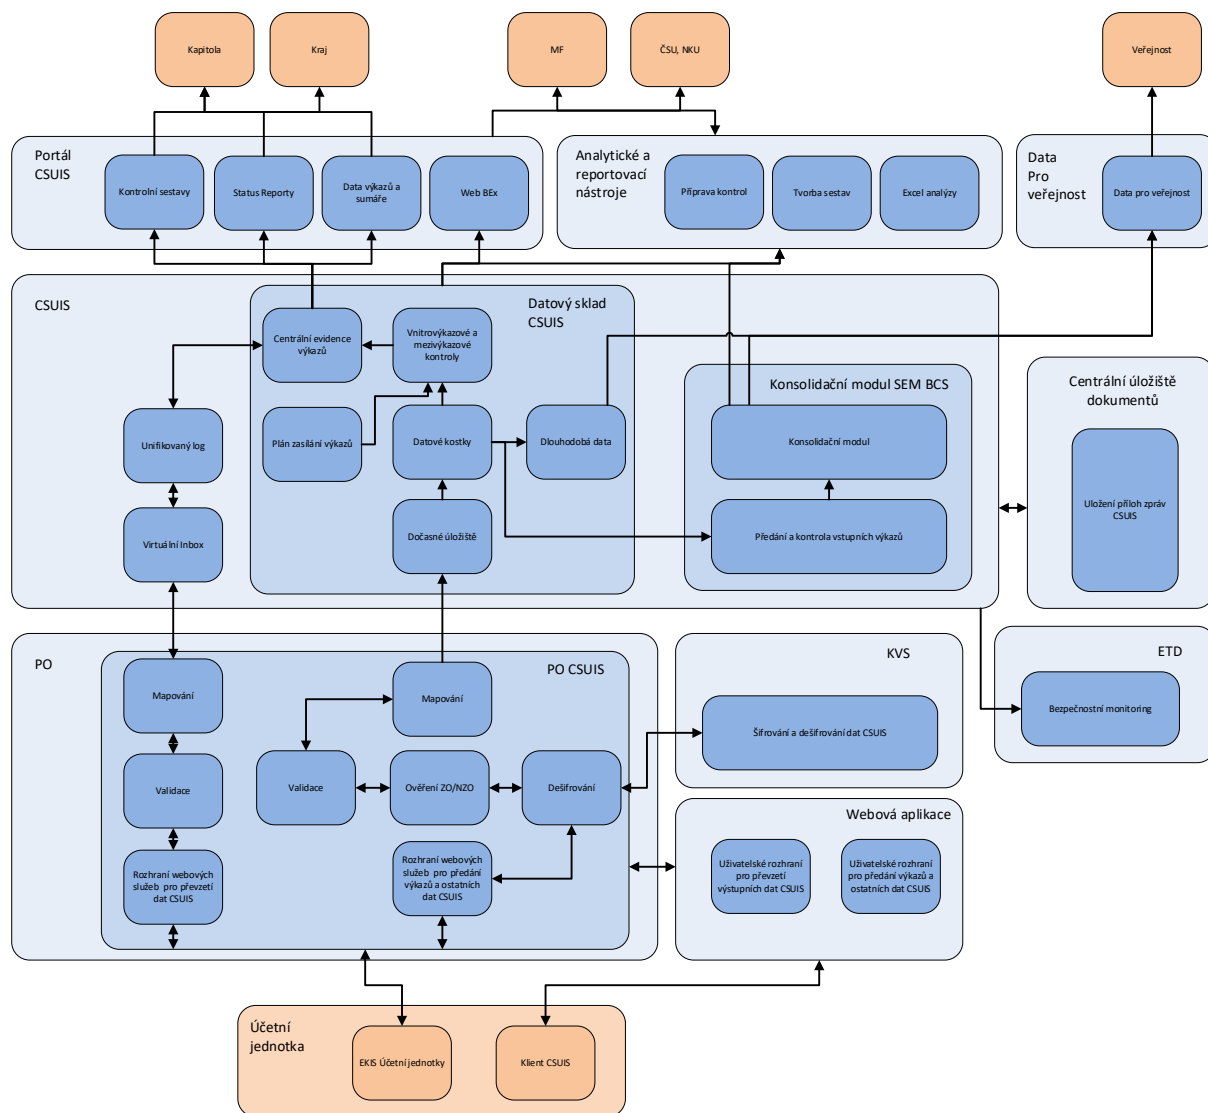 Kapitola
Kraj
MF
ČSU, NKU
Veřejnost
Portál
CSUIS
Kontrolní sestavy
Status Reporty
Data výkazů a
sumáře
Web BEx
Analytické a
reportovací
nástroje
Příprava kontrol
Tvorba sestav
Excel analýzy
Data
Pro
veřejnost
Data pro veřejnost
CSUIS
Datový sklad
CSUIS
Centrální evidence
výkazů
Vnitrovýkazové a
mezivýkazové
kontroly
Unifikovaný log
Plán zasílání výkazů
Datové kostky
Dlouhodobá data
Virtuální Inbox
Dočasné úložiště
Konsolidační modul SEM BCS
Konsolidační modul
Předání a kontrola vstupních výkazů
Centrální úložiště
dokumentů
Uložení příloh zpráv
CSUIS
PO
PO CSUIS
Mapování
Mapování
Validace
Validace
Ověření ZO/NZO
Dešifrování
Rozhraní webových
služeb pro převzetí
dat CSUIS
Rozhraní webových
služeb pro předání
výkazů a ostatních
dat CSUIS
KVS
Šifrování a dešifrování dat CSUIS
ETD
Bezpečnostní monitoring
Webová aplikace
Uživatelské rozhraní
pro převzetí
výstupních dat CSUIS
Uživatelské rozhraní
pro předání výkazů a
ostatních dat CSUIS
Účetní
jednotka
EKIS Účetní jednotky
Klient CSUIS